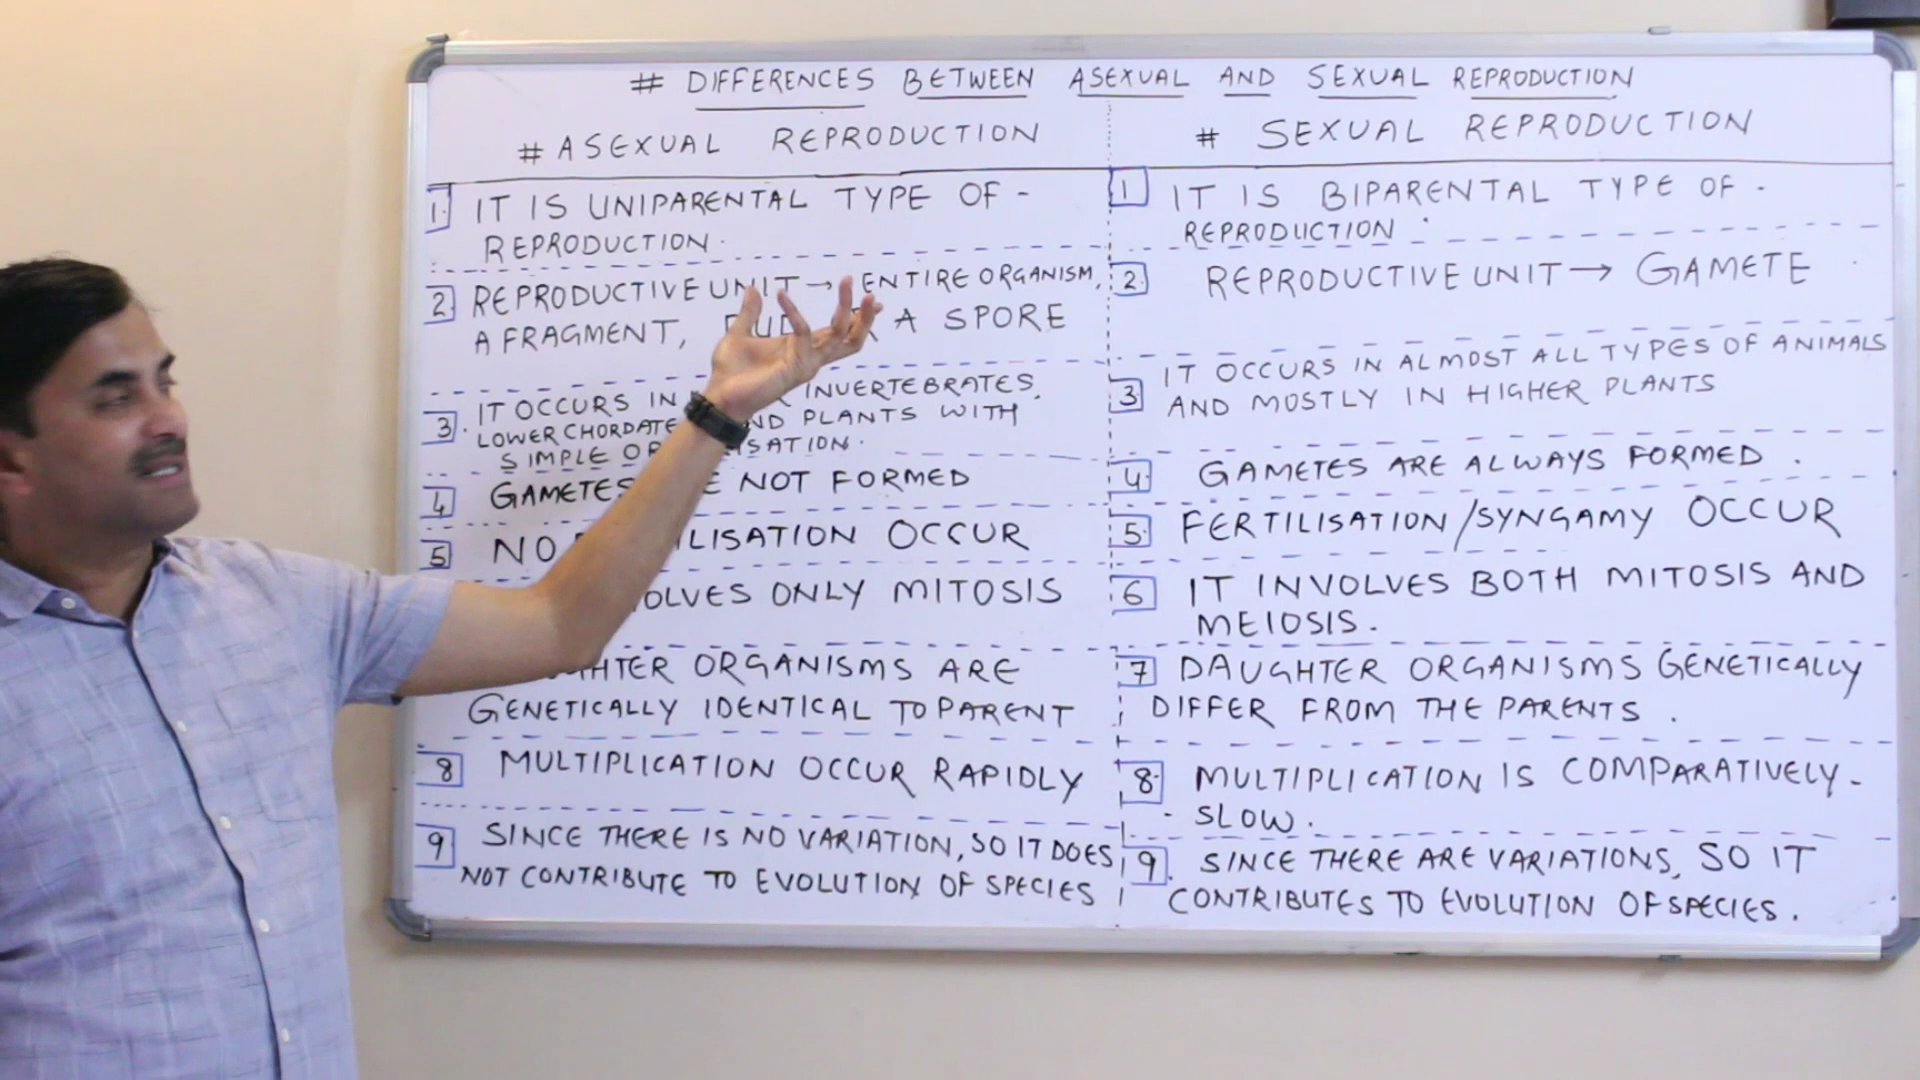 # DIFFERENCES BETWEEN ASEXUAL AND SEXUAL REPRODUCTION
# ASEXUAL REPRODUCTION
1. IT IS UNIPARENTAL TYPE OF -
REPRODUCTION.
2 REPRODUCTIVE UNIT → ENTIRE ORGANISM,
A FRAGMENT, A SPORE
3. IT OCCURS IN INVERTEBRATES,
LOWER CHORDATE PLANTS WITH
SIMPLE
4 GAMETES NOT FORMED
5 NO OCCUR
ONLY MITOSIS
ORGANISMS ARE
GENETICALLY IDENTICAL TO PARENT
8 MULTIPLICATION OCCUR RAPIDLY
9 SINCE THERE IS NO VARIATION, SO IT DOES
NOT CONTRIBUTE TO EVOLUTION OF SPECIES
# SEXUAL REPRODUCTION
1 IT IS BIPARENTAL TYPE OF -
REPRODUCTION
2. REPRODUCTIVE UNIT → GAMETE
3 IT OCCURS IN ALMOST ALL TYPES OF ANIMALS
AND MOSTLY IN HIGHER PLANTS
4. GAMETES ARE ALWAYS FORMED.
5. FERTILISATION/SYNGAMY OCCUR
6 IT INVOLVES BOTH MITOSIS AND
MEIOSIS.
7 DAUGHTER ORGANISMS GENETICALLY
DIFFER FROM THE PARENTS.
8. MULTIPLICATION IS COMPARATIVELY-
SLOW.
9. SINCE THERE ARE VARIATIONS, SO IT
CONTRIBUTES TO EVOLUTION OF SPECIES.